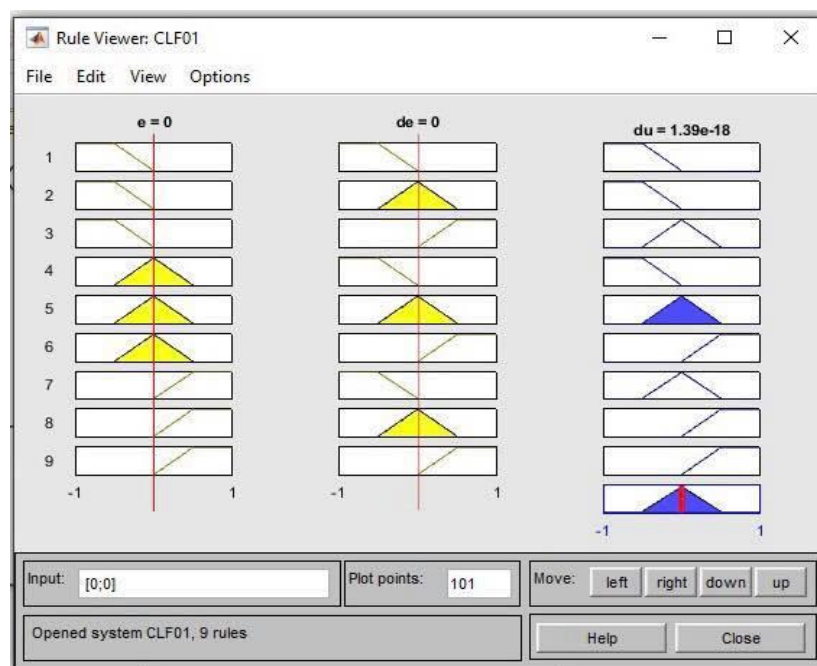 Rule Viewer: CLF01
File Edit View Options
e = 0 de = 0 du = 1.39e-18
1
2
3
4
5
6
7
8
9
-1 1 -1 1
-1 1
Input: [0;0] Plot points: 101 Move: left right down up
Opened system CLF01, 9 rules Help Close